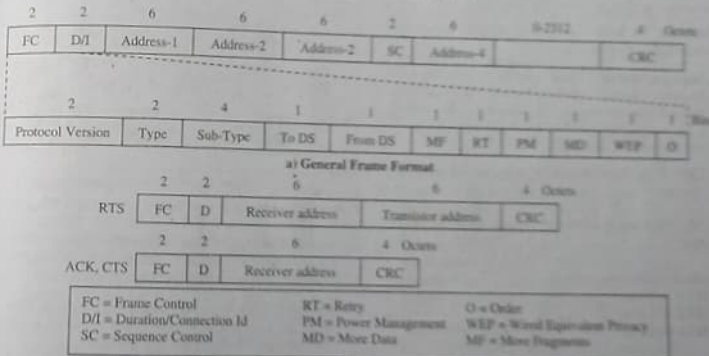 2 2 6 6 6 2 6 0-2312 4 Octets
FC D/I Address-1 Address-2 Address-2 SC Address-4 CRC
2 2 4 1 1 1 1 1 1 1 1 Bits
Protocol Version Type Sub-Type To DS From DS MF RT PM MD WEP O
a) General Frame Format
2 2 6 6 4 Octets
RTS FC D Receiver address Transistor address CRC
2 2 6 4 Octets
ACK, CTS FC D Receiver address CRC
FC = Frame Control RT = Retry O = Order
D/I = Duration/Connection Id PM = Power Management WEP = Wired Equivalent Privacy
SC = Sequence Control MD = More Data MF = More Fragments